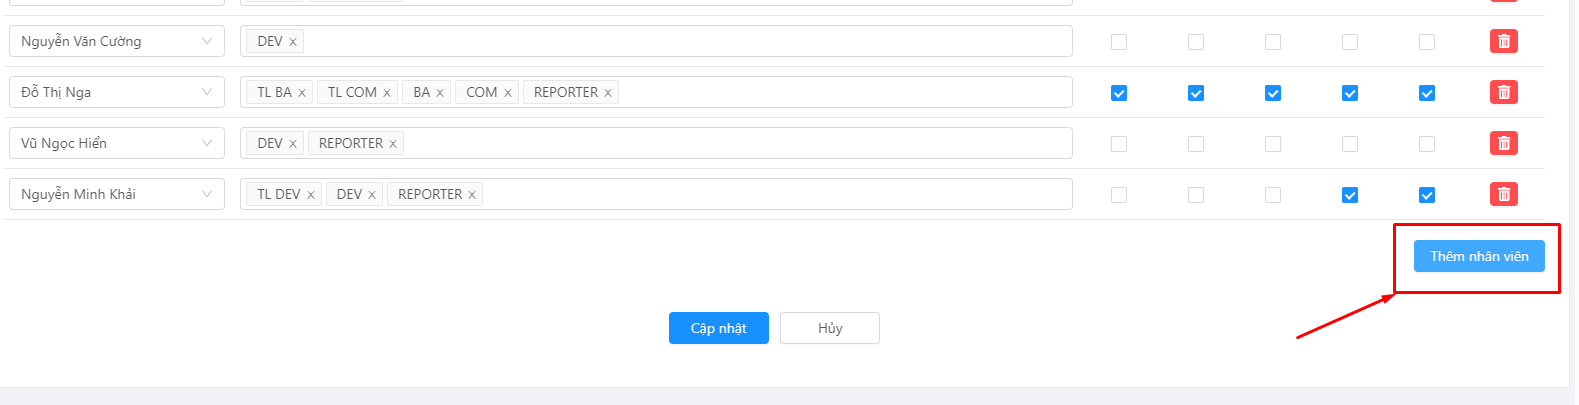 Nguyễn Văn Cường DEV x
Đỗ Thị Nga TL BA x TL COM x BA x COM x REPORTER x
Vũ Ngọc Hiển DEV x REPORTER x
Nguyễn Minh Khải TL DEV x DEV x REPORTER x
Thêm nhân viên
Cập nhật Hủy